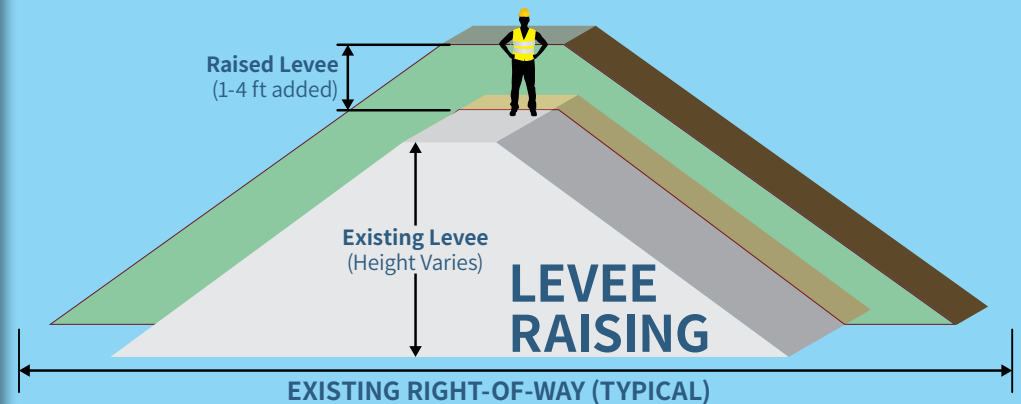 Raised Levee
(1-4 ft added)
Existing Levee
(Height Varies)
LEVEE
RAISING
EXISTING RIGHT-OF-WAY (TYPICAL)